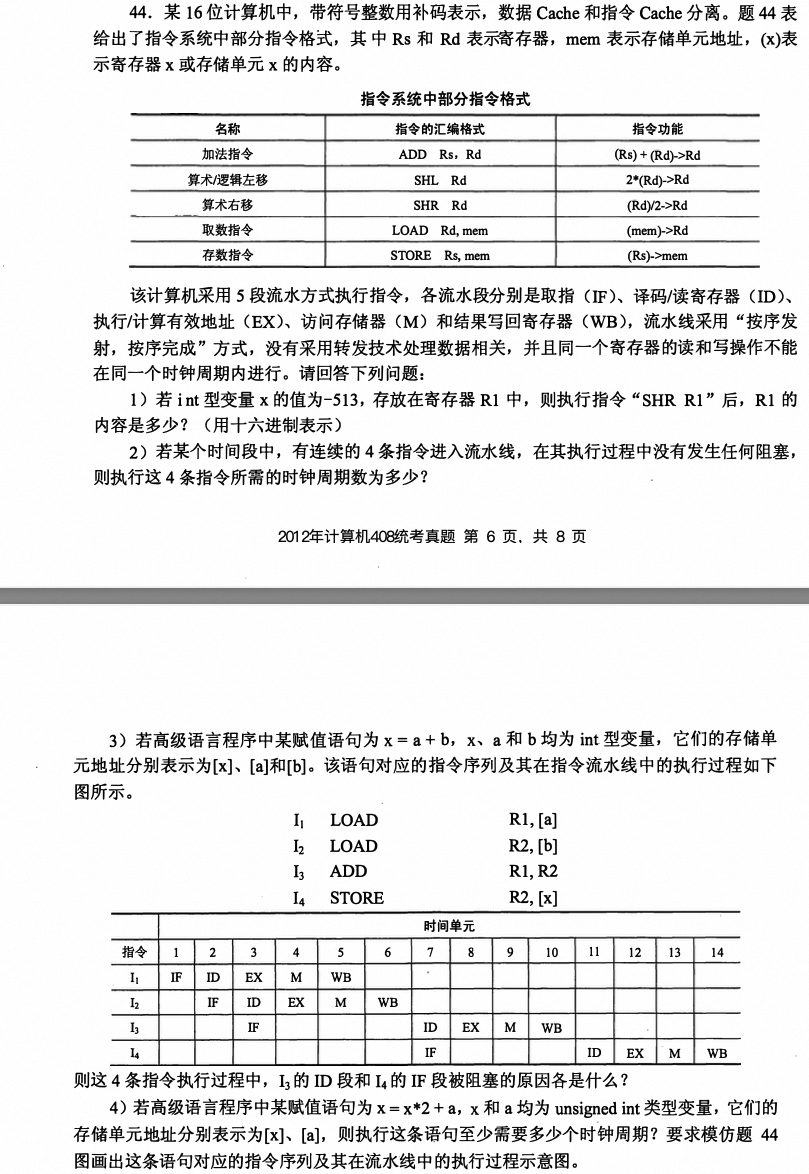 44．某 16 位计算机中，带符号整数用补码表示，数据 Cache 和指令 Cache 分离。题 44 表
给出了指令系统中部分指令格式，其中 Rs 和 Rd 表示寄存器，mem 表示存储单元地址，(x)表
示寄存器 x 或存储单元 x 的内容。
指令系统中部分指令格式
名称 指令的汇编格式 指令功能
加法指令 ADD Rs，Rd (Rs) + (Rd)->Rd
算术/逻辑左移 SHL Rd 2*(Rd)->Rd
算术右移 SHR Rd (Rd)/2->Rd
取数指令 LOAD Rd, mem (mem)->Rd
存数指令 STORE Rs, mem (Rs)->mem
该计算机采用 5 段流水方式执行指令，各流水段分别是取指（IF）、译码/读寄存器（ID）、
执行/计算有效地址（EX）、访问存储器（M）和结果写回寄存器（WB），流水线采用“按序发
射，按序完成”方式，没有采用转发技术处理数据相关，并且同一个寄存器的读和写操作不能
在同一个时钟周期内进行。请回答下列问题：
1）若 int 型变量 x 的值为-513，存放在寄存器 R1 中，则执行指令“SHR R1”后，R1 的
内容是多少？（用十六进制表示）
2）若某个时间段中，有连续的 4 条指令进入流水线，在其执行过程中没有发生任何阻塞，
则执行这 4 条指令所需的时钟周期数为多少？
2012年计算机408统考真题 第 6 页，共 8 页
3）若高级语言程序中某赋值语句为 x = a + b，x、a 和 b 均为 int 型变量，它们的存储单
元地址分别表示为[x]、[a]和[b]。该语句对应的指令序列及其在指令流水线中的执行过程如下
图所示。
I₁ LOAD R1, [a]
I₂ LOAD R2, [b]
I₃ ADD R1, R2
I₄ STORE R2, [x]
时间单元
指令 1 2 3 4 5 6 7 8 9 10 11 12 13 14
I₁ IF ID EX M WB
I₂ IF ID EX M WB
I₃ IF ID EX M WB
I₄ IF ID EX M WB
则这 4 条指令执行过程中，I₃的 ID 段和 I₄的 IF 段被阻塞的原因各是什么？
4）若高级语言程序中某赋值语句为 x = x*2 + a，x 和 a 均为 unsigned int 类型变量，它们的
存储单元地址分别表示为[x]、[a]，则执行这条语句至少需要多少个时钟周期？要求模仿题 44
图画出这条语句对应的指令序列及其在流水线中的执行过程示意图。